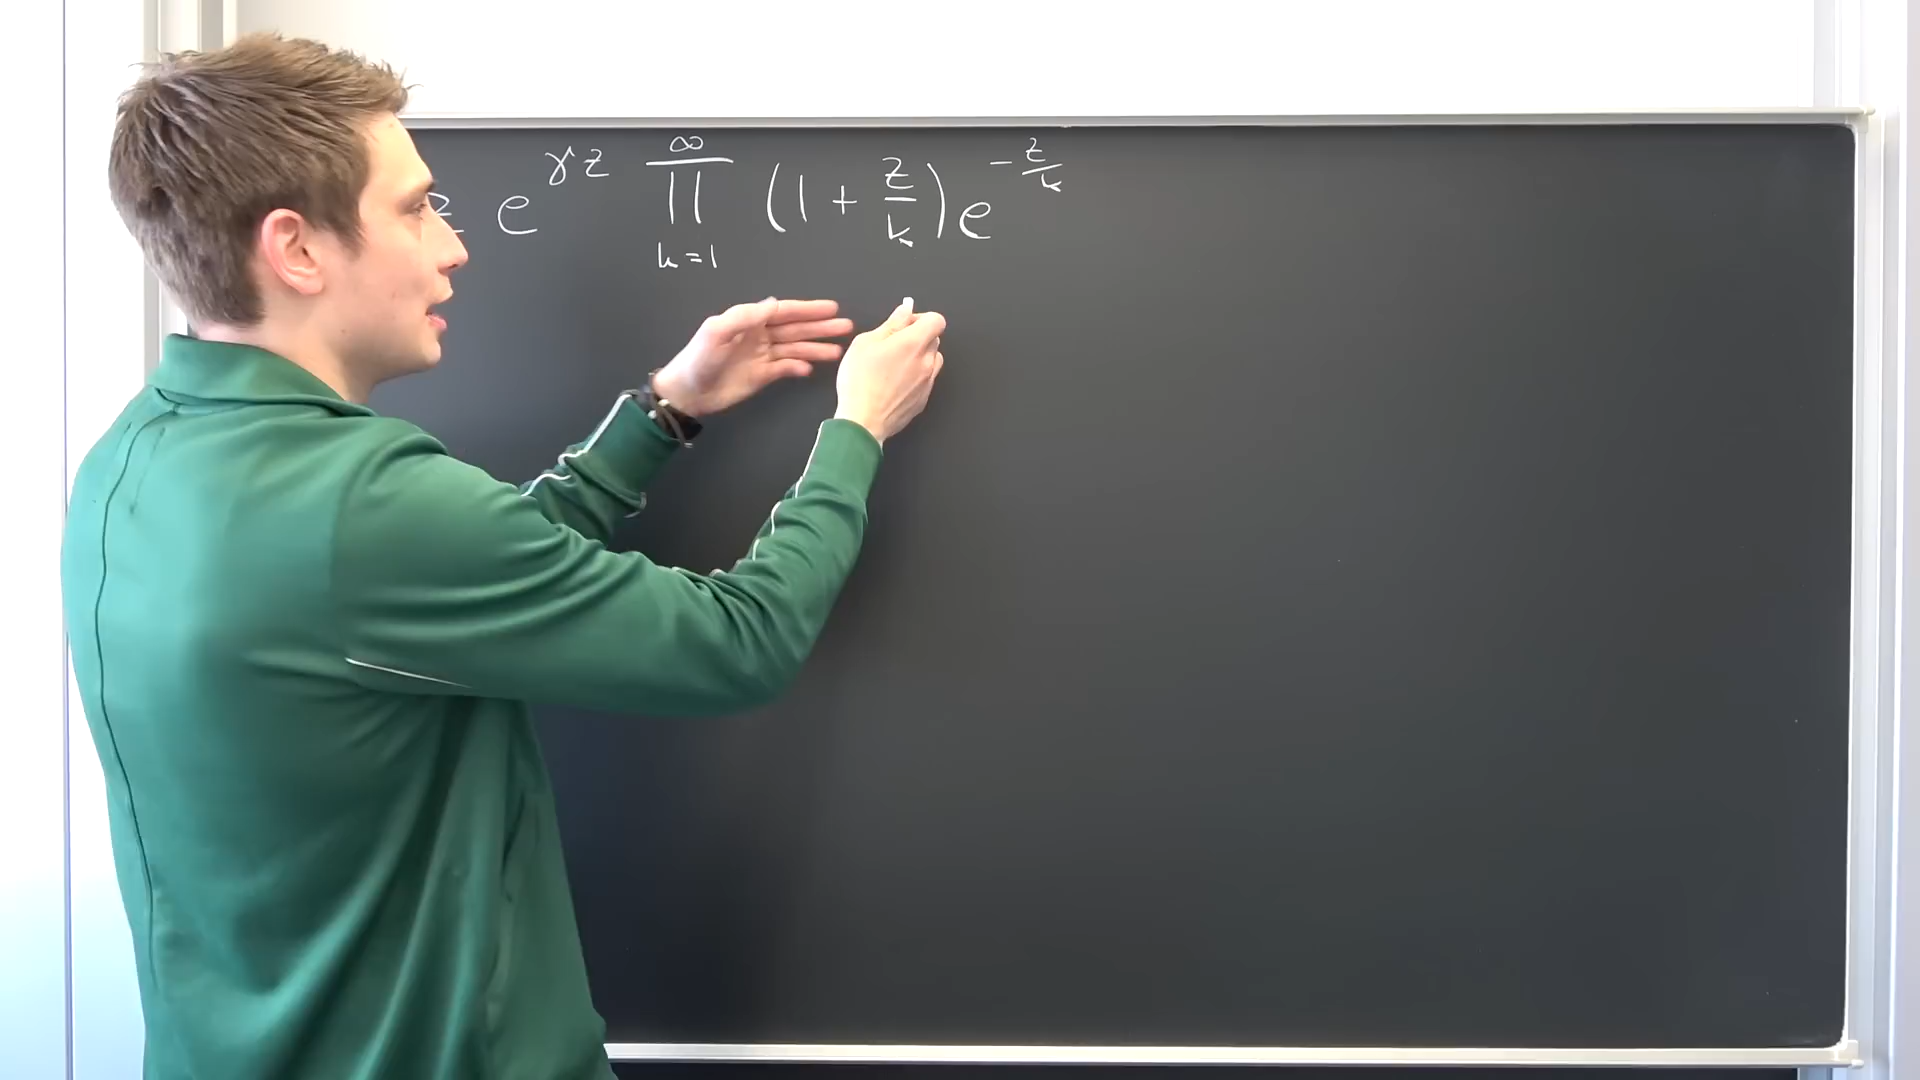 z e^{γz} ∏_{k=1}^{∞} (1 + z/k) e^{-z/k}